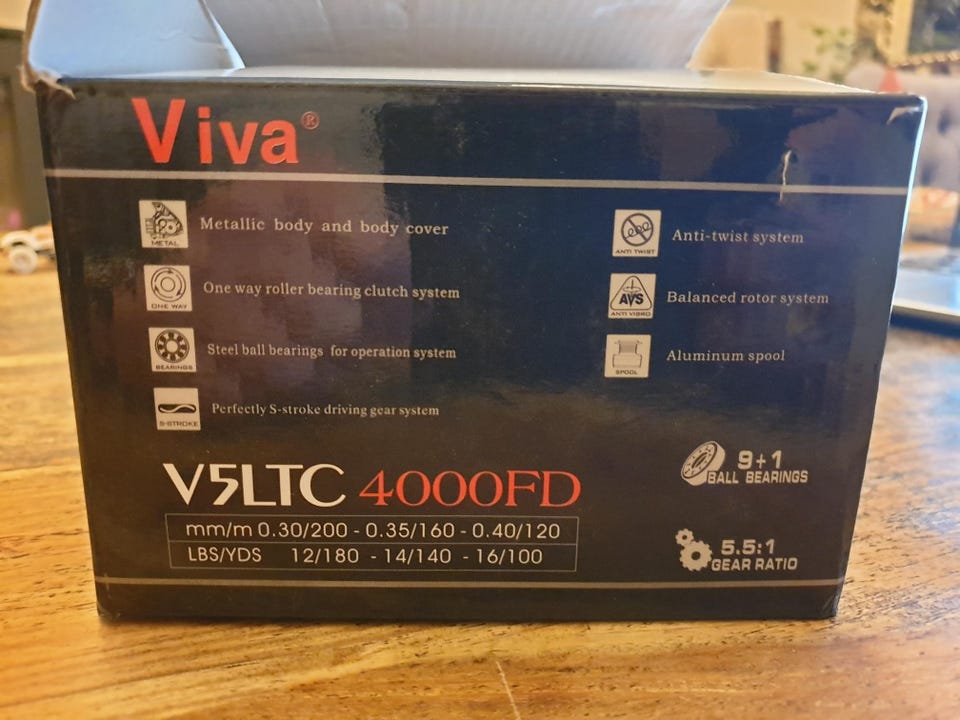 Viva®
METAL
Metallic body and body cover
ONE WAY
One way roller bearing clutch system
BEARINGS
Steel ball bearings for operation system
S-STROKE
Perfectly S-stroke driving gear system
ANTI TWIST
Anti-twist system
AVS
ANTI VIBRO
Balanced rotor system
SPOOL
Aluminum spool
V5LTC 4000FD
mm/m 0.30/200 - 0.35/160 - 0.40/120
LBS/YDS 12/180 - 14/140 - 16/100
9+1
BALL BEARINGS
5.5:1
GEAR RATIO